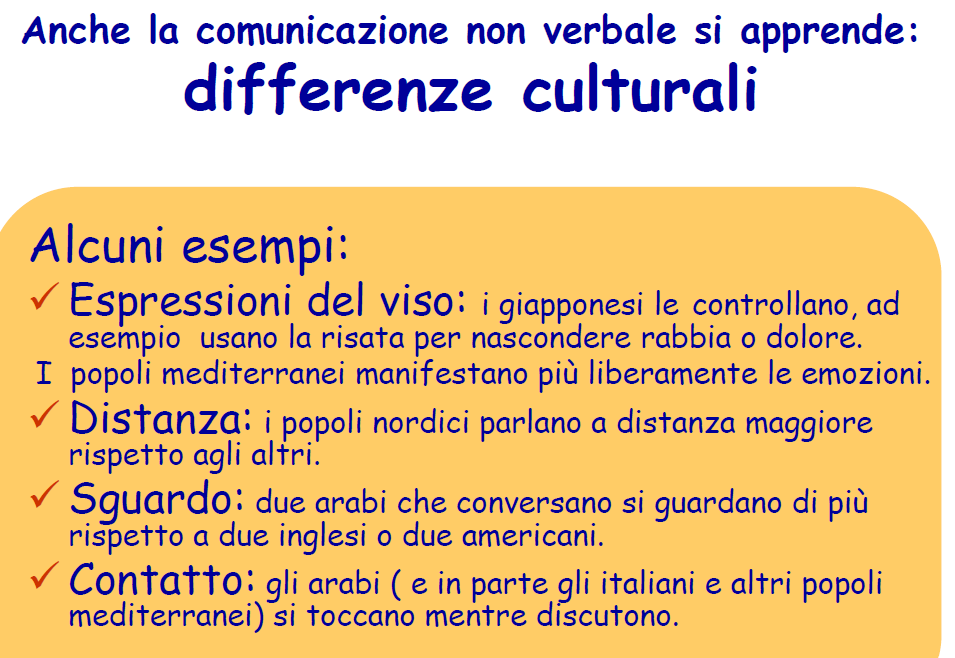 Anche la comunicazione non verbale si apprende:
differenze culturali
Alcuni esempi:
✓ Espressioni del viso: i giapponesi le controllano, ad
esempio usano la risata per nascondere rabbia o dolore.
I popoli mediterranei manifestano più liberamente le emozioni.
✓ Distanza: i popoli nordici parlano a distanza maggiore
rispetto agli altri.
✓ Sguardo: due arabi che conversano si guardano di più
rispetto a due inglesi o due americani.
✓ Contatto: gli arabi ( e in parte gli italiani e altri popoli
mediterranei) si toccano mentre discutono.